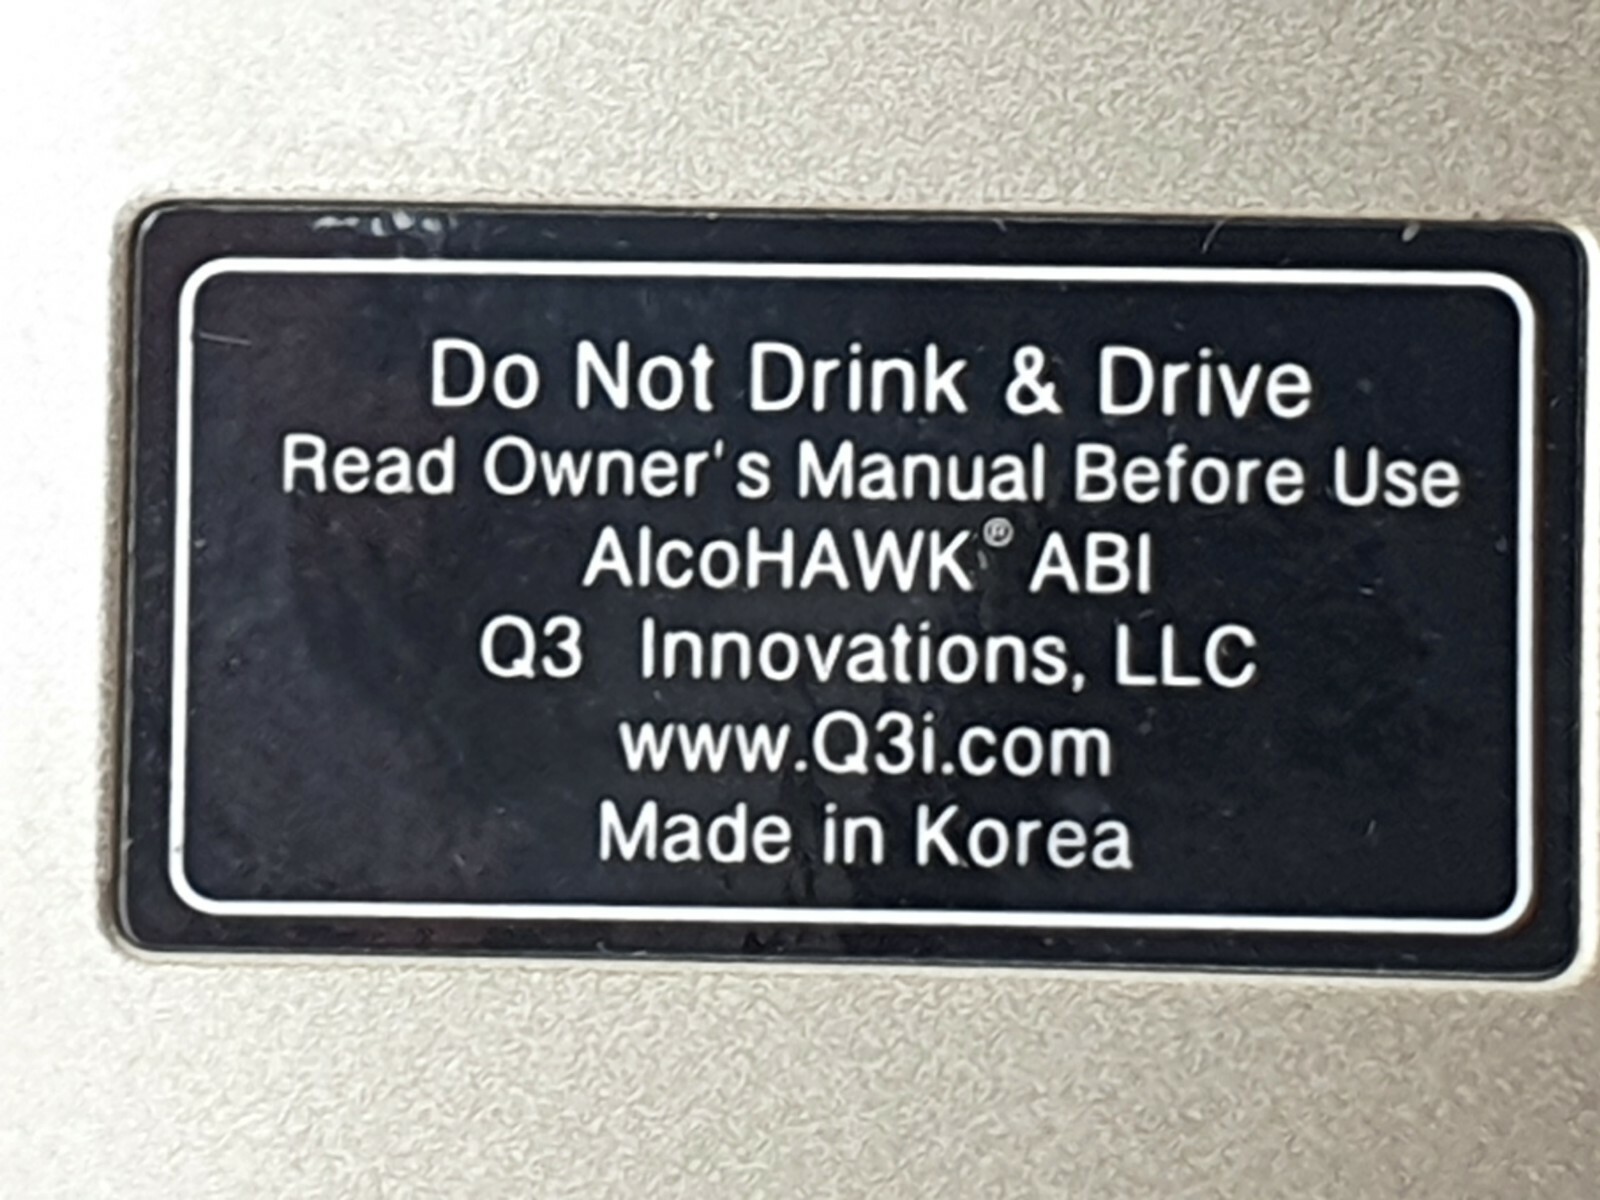 Do Not Drink & Drive
Read Owner's Manual Before Use
AlcoHAWK® ABI
Q3 Innovations, LLC
www.Q3i.com
Made in Korea